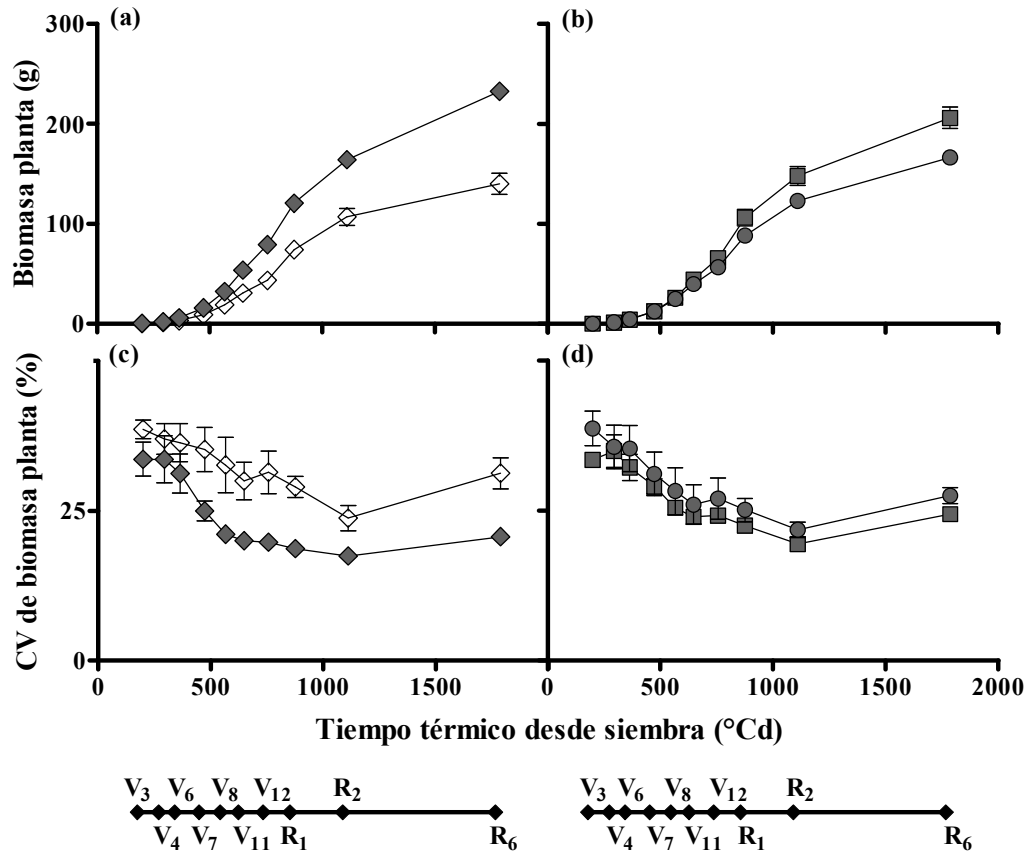 (a) (b)
300
200
100
0
Biomasa planta (g)
(c) (d)
25
0
CV de biomasa planta (%)
0 500 1000 1500 0 500 1000 1500 2000
Tiempo térmico desde siembra (°Cd)
V3 V6 V8 V12 R2 V3 V6 V8 V12 R2
V4 V7 V11 R1 R6 V4 V7 V11 R1 R6